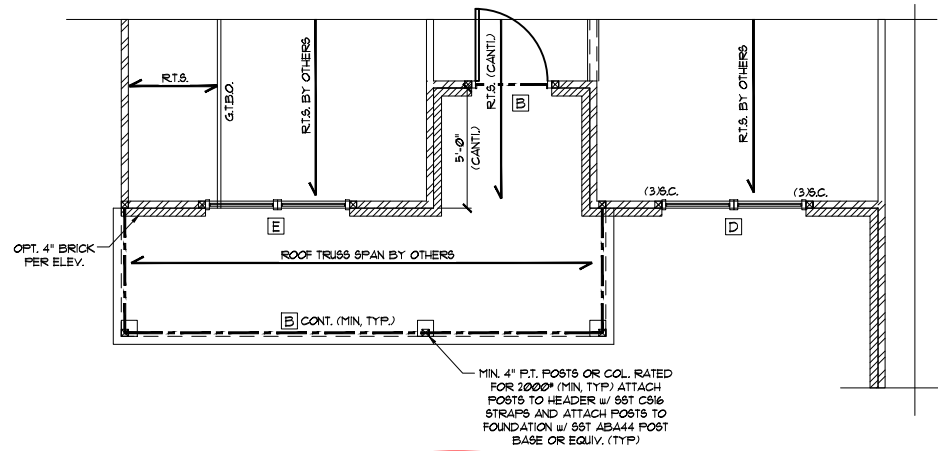 R.T.S.
G.T.B.O.
R.T.S. BY OTHERS
R.T.S. (CANTI.)
B
5'-0"
(CANTI.)
R.T.S. BY OTHERS
(3)S.C.
(3)S.C.
E
D
OPT. 4" BRICK
PER ELEV.
ROOF TRUSS SPAN BY OTHERS
B CONT. (MIN, TYP.)
MIN. 4" P.T. POSTS OR COL. RATED
FOR 2000# (MIN, TYP) ATTACH
POSTS TO HEADER w/ SST CS16
STRAPS AND ATTACH POSTS TO
FOUNDATION w/ SST ABA44 POST
BASE OR EQUIV. (TYP)